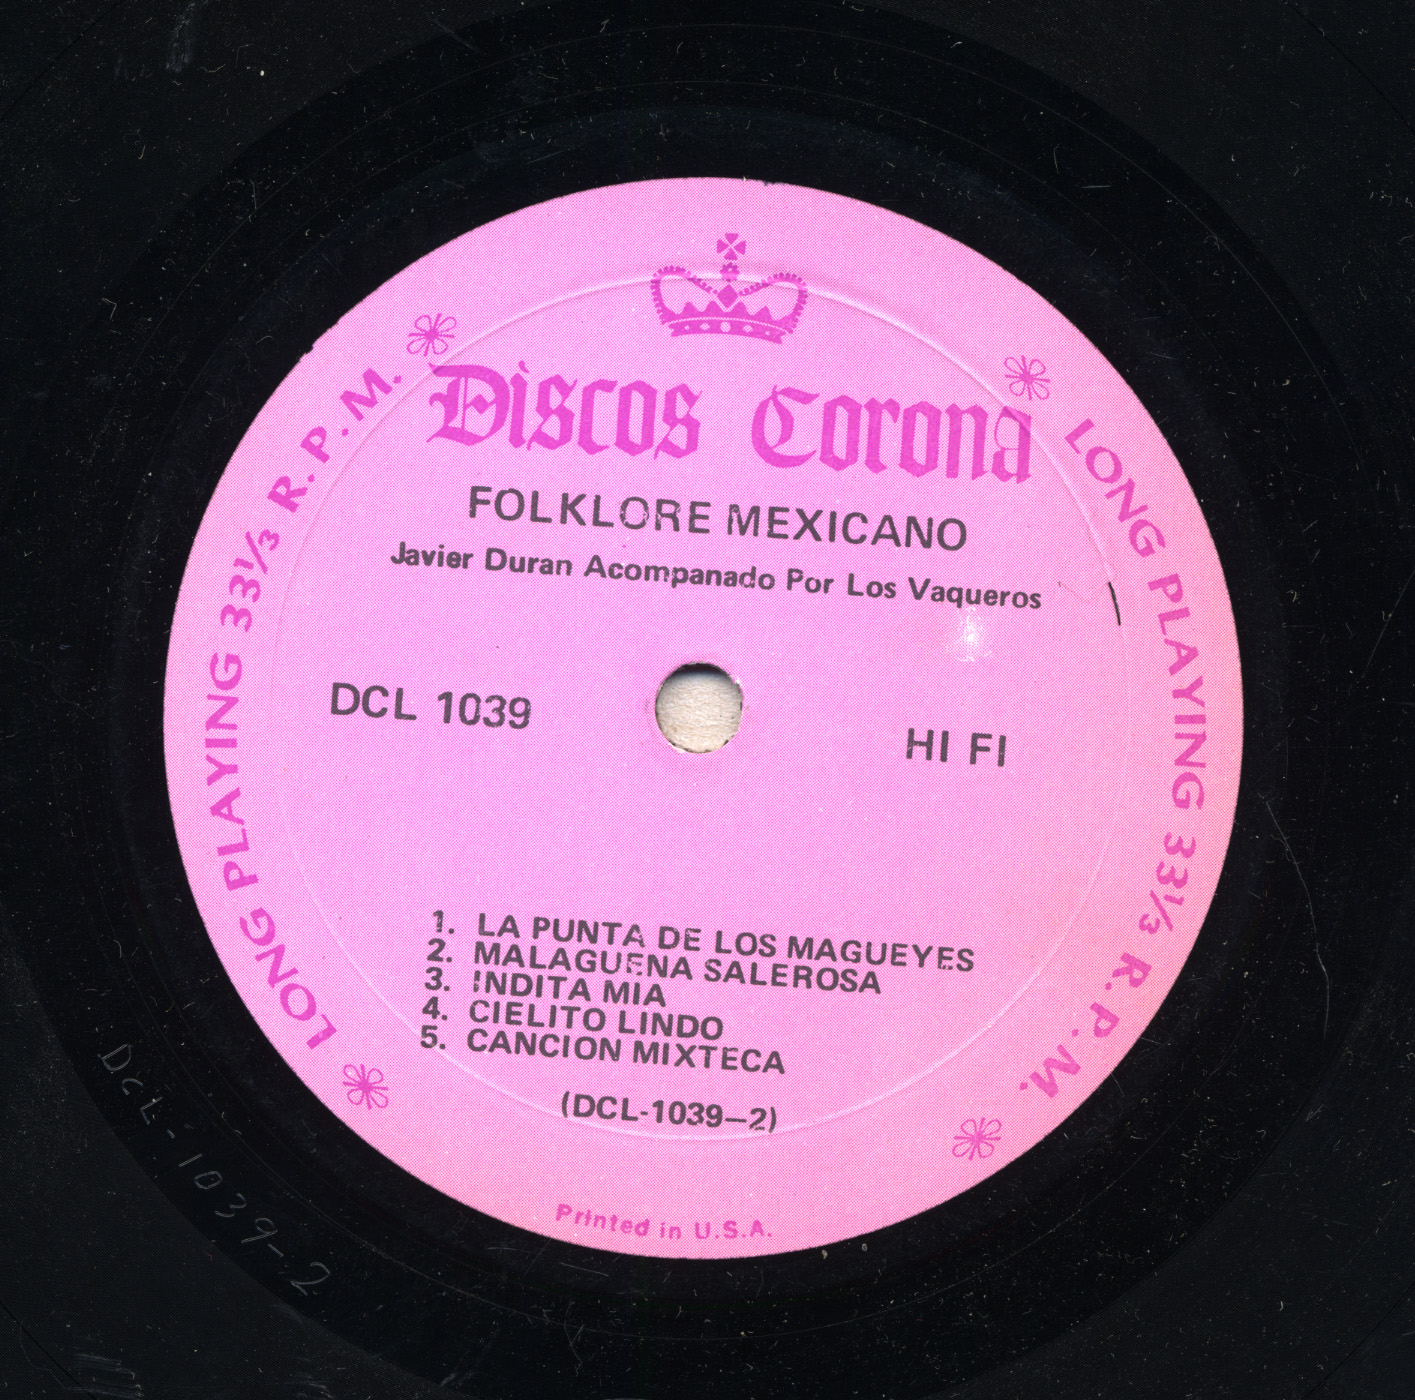 Discos Corona
FOLKLORE MEXICANO
Javier Duran Acompanado Por Los Vaqueros
DCL 1039
HI FI
1. LA PUNTA DE LOS MAGUEYES
2. MALAGUENA SALEROSA
3. INDITA MIA
4. CIELITO LINDO
5. CANCION MIXTECA
(DCL-1039—2)
LONG PLAYING 33⅓ R.P.M.
LONG PLAYING 33⅓ R.P.M.
Printed in U.S.A.
DCL-1039-2